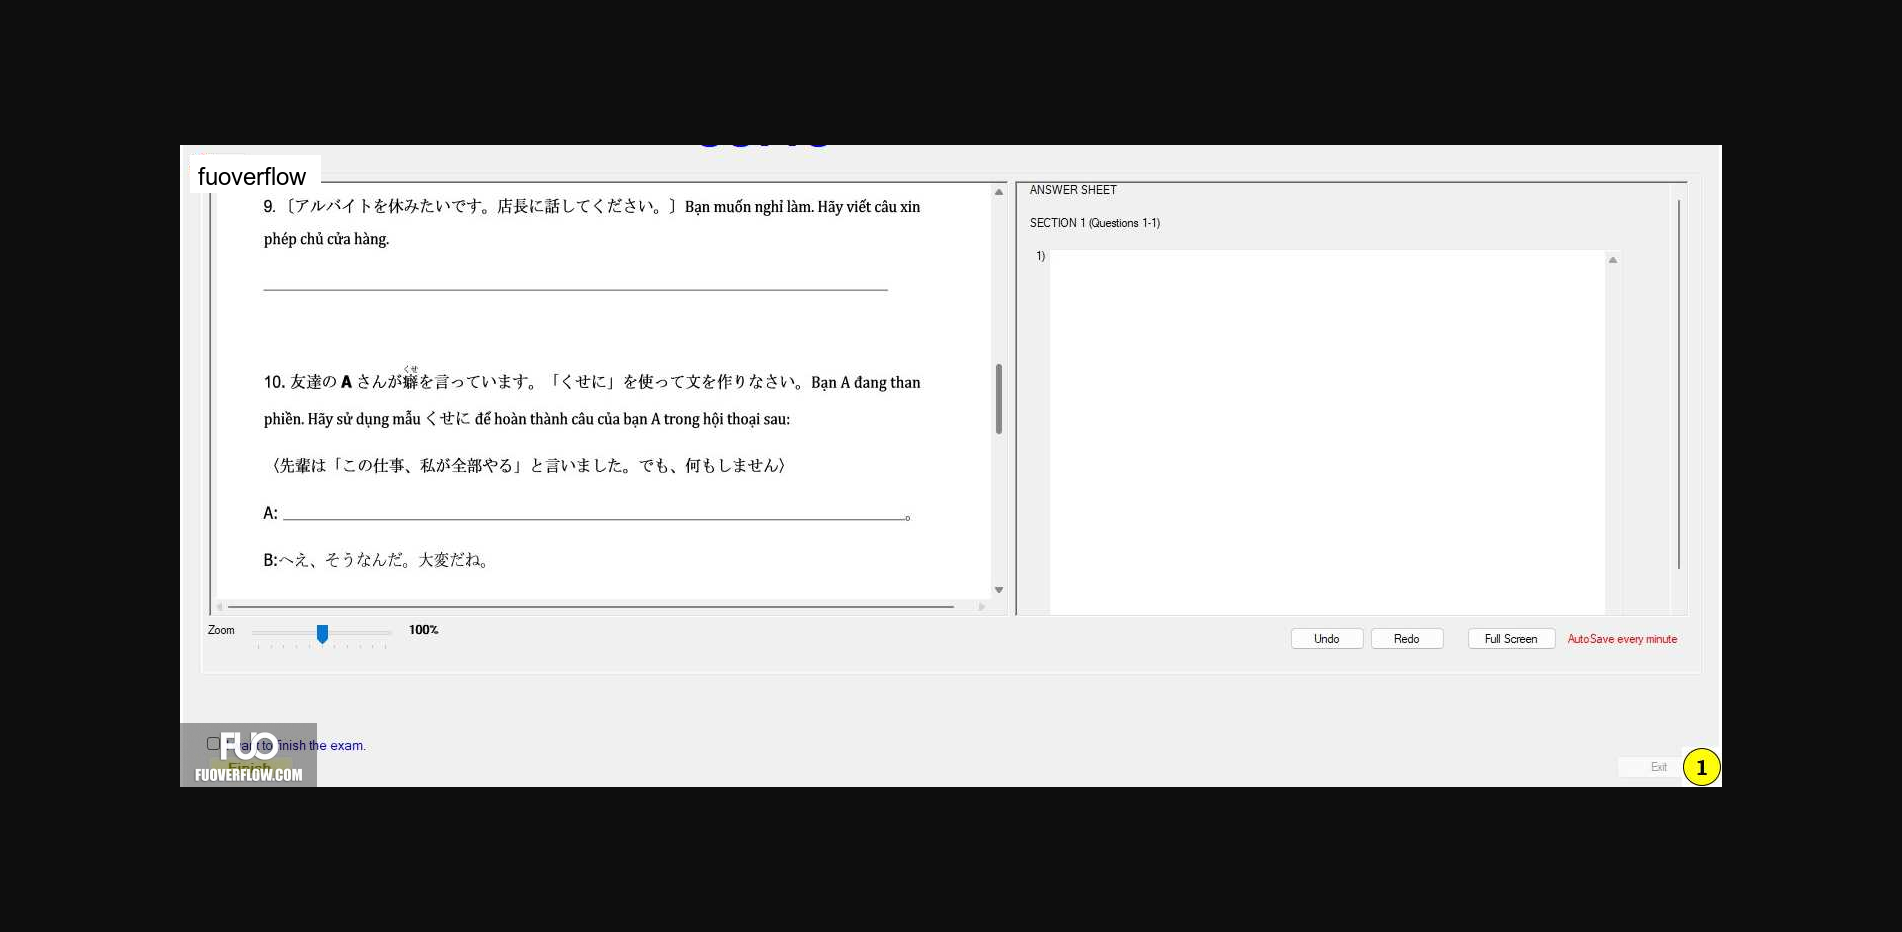 fuoverflow
9. 〔アルバイトを休みたいです。店長に話してください。〕Bạn muốn nghỉ làm. Hãy viết câu xin
phép chủ cửa hàng.
10. 友達の A さんが癖を言っています。「くせに」を使って文を作りなさい。Bạn A đang than
くせ
phiền. Hãy sử dụng mẫu くせに để hoàn thành câu của bạn A trong hội thoại sau:
〈先輩は「この仕事、私が全部やる」と言いました。でも、何もしません〉
A: 。
B:へえ、そうなんだ。大変だね。
ANSWER SHEET
SECTION 1 (Questions 1-1)
1)
Zoom
100%
Undo
Redo
Full Screen
AutoSave every minute
want to finish the exam.
Finish
FUO
FUOVERFLOW.COM
Exit
1